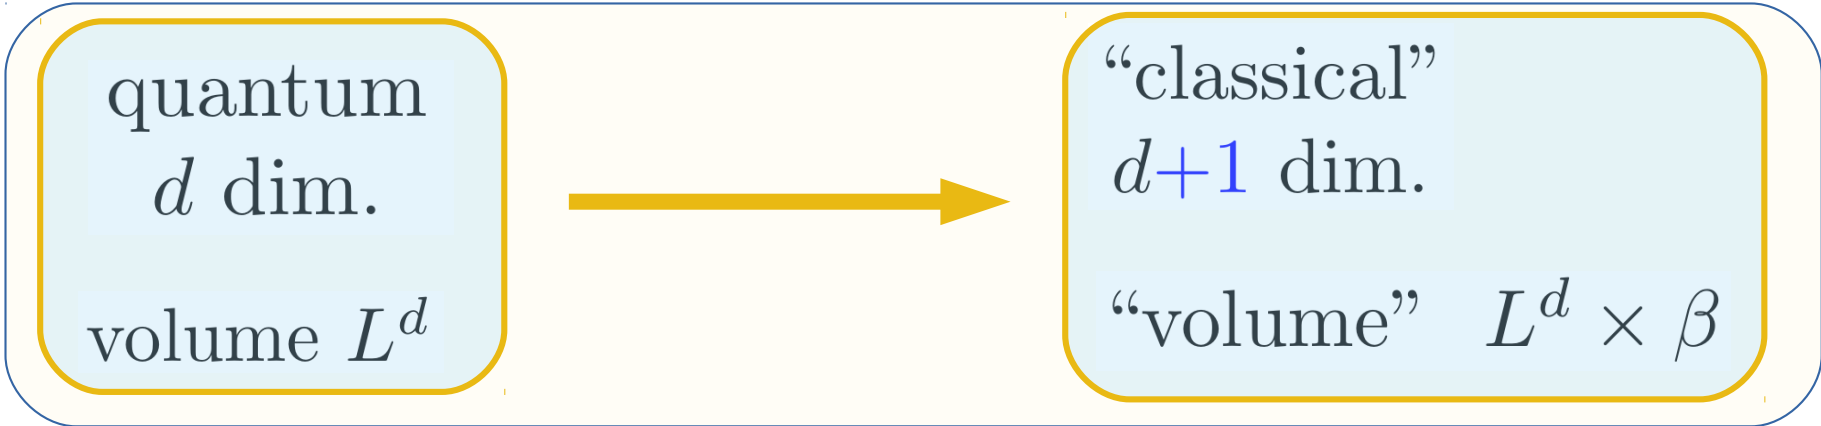 quantum
d dim.
volume L^d
“classical”
d+1 dim.
“volume” L^d × β